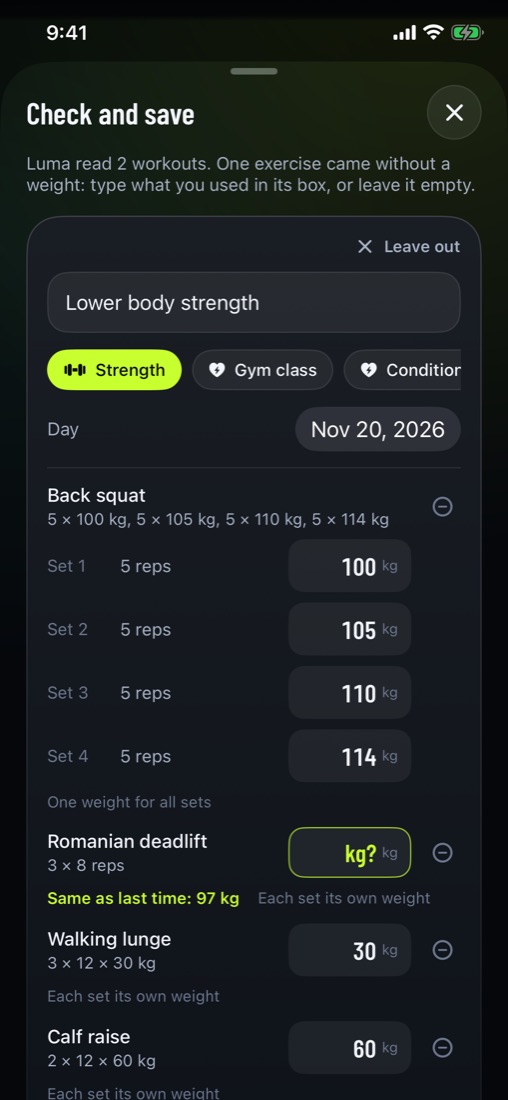 9:41
Check and save
Luma read 2 workouts. One exercise came without a
weight: type what you used in its box, or leave it empty.
Leave out
Lower body strength
Strength
Gym class
Condition
Day
Nov 20, 2026
Back squat
5 × 100 kg, 5 × 105 kg, 5 × 110 kg, 5 × 114 kg
Set 1 5 reps 100 kg
Set 2 5 reps 105 kg
Set 3 5 reps 110 kg
Set 4 5 reps 114 kg
One weight for all sets
Romanian deadlift
3 × 8 reps
kg? kg
Same as last time: 97 kg Each set its own weight
Walking lunge
3 × 12 × 30 kg
30 kg
Each set its own weight
Calf raise
2 × 12 × 60 kg
60 kg
Each set its own weight